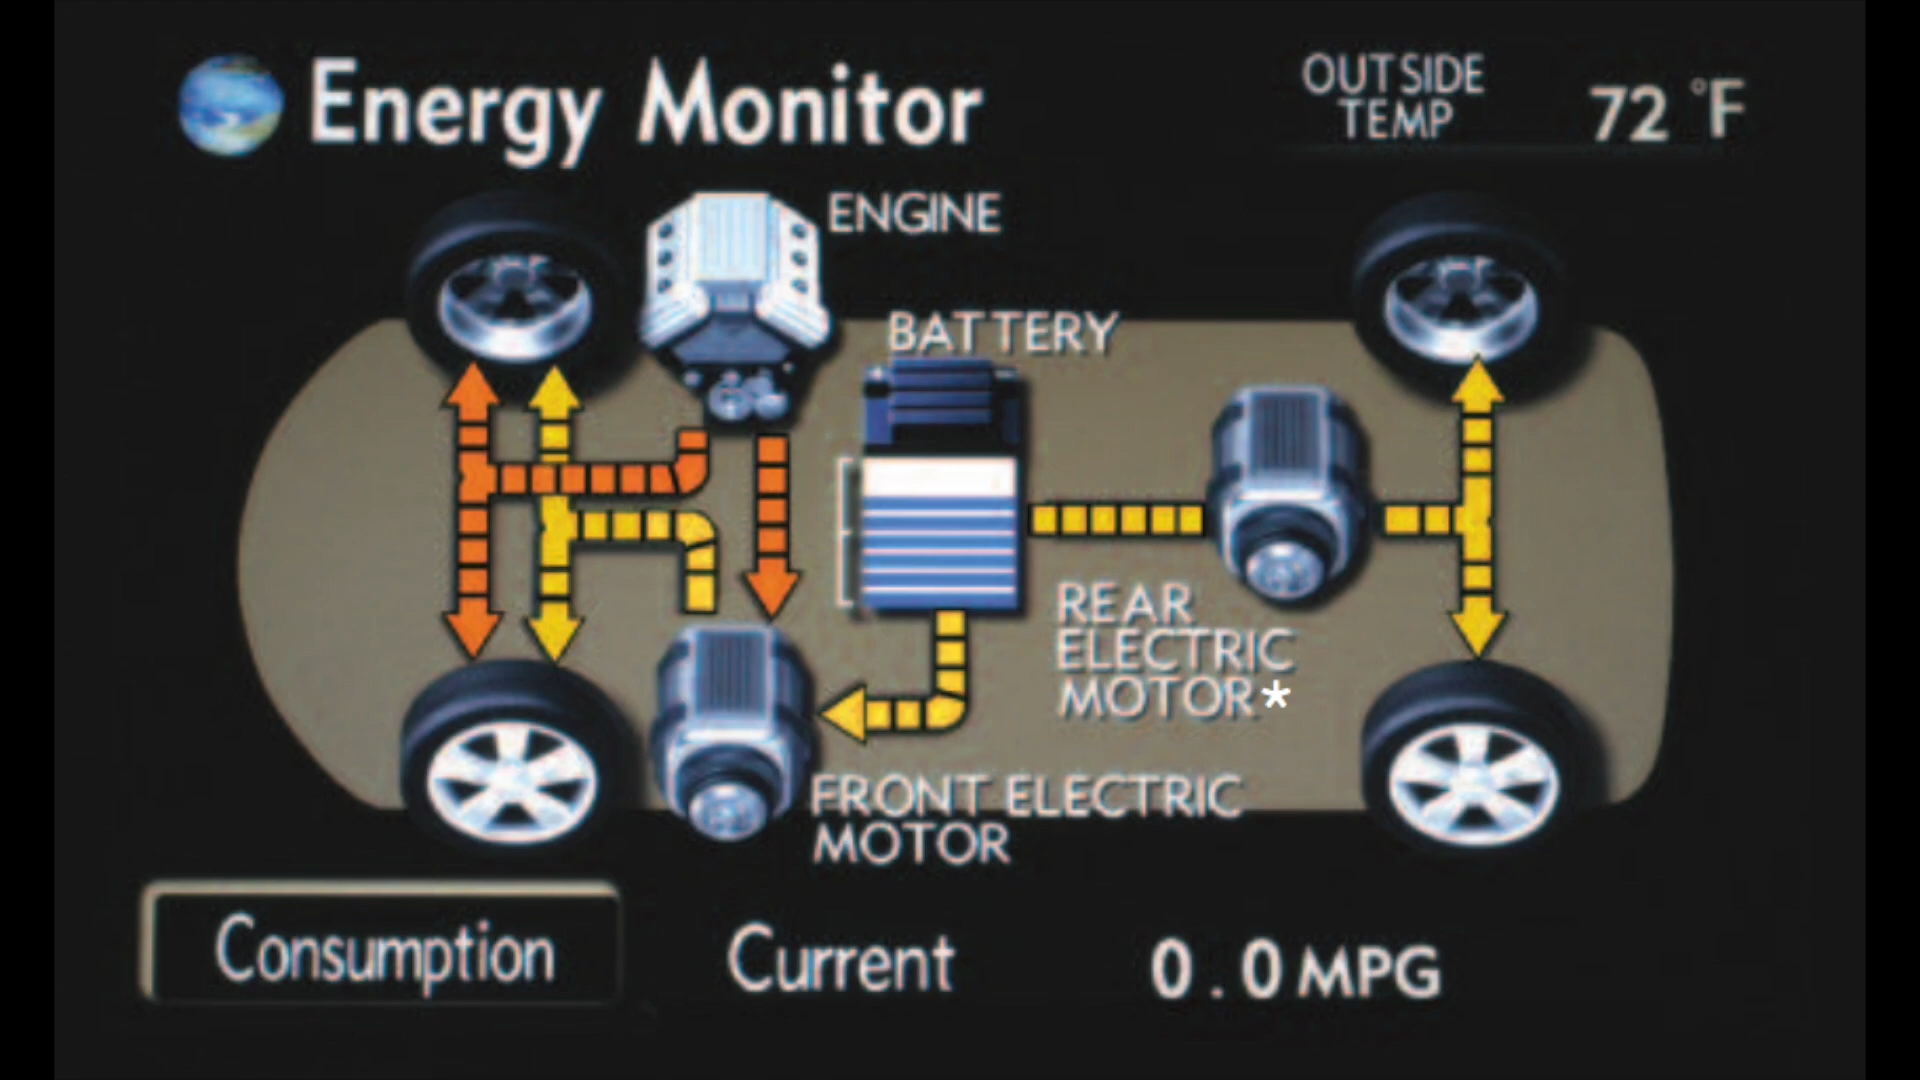 Energy Monitor
OUTSIDE
TEMP
72 °F
ENGINE
BATTERY
REAR
ELECTRIC
MOTOR*
FRONT ELECTRIC
MOTOR
Consumption
Current
0.0 MPG